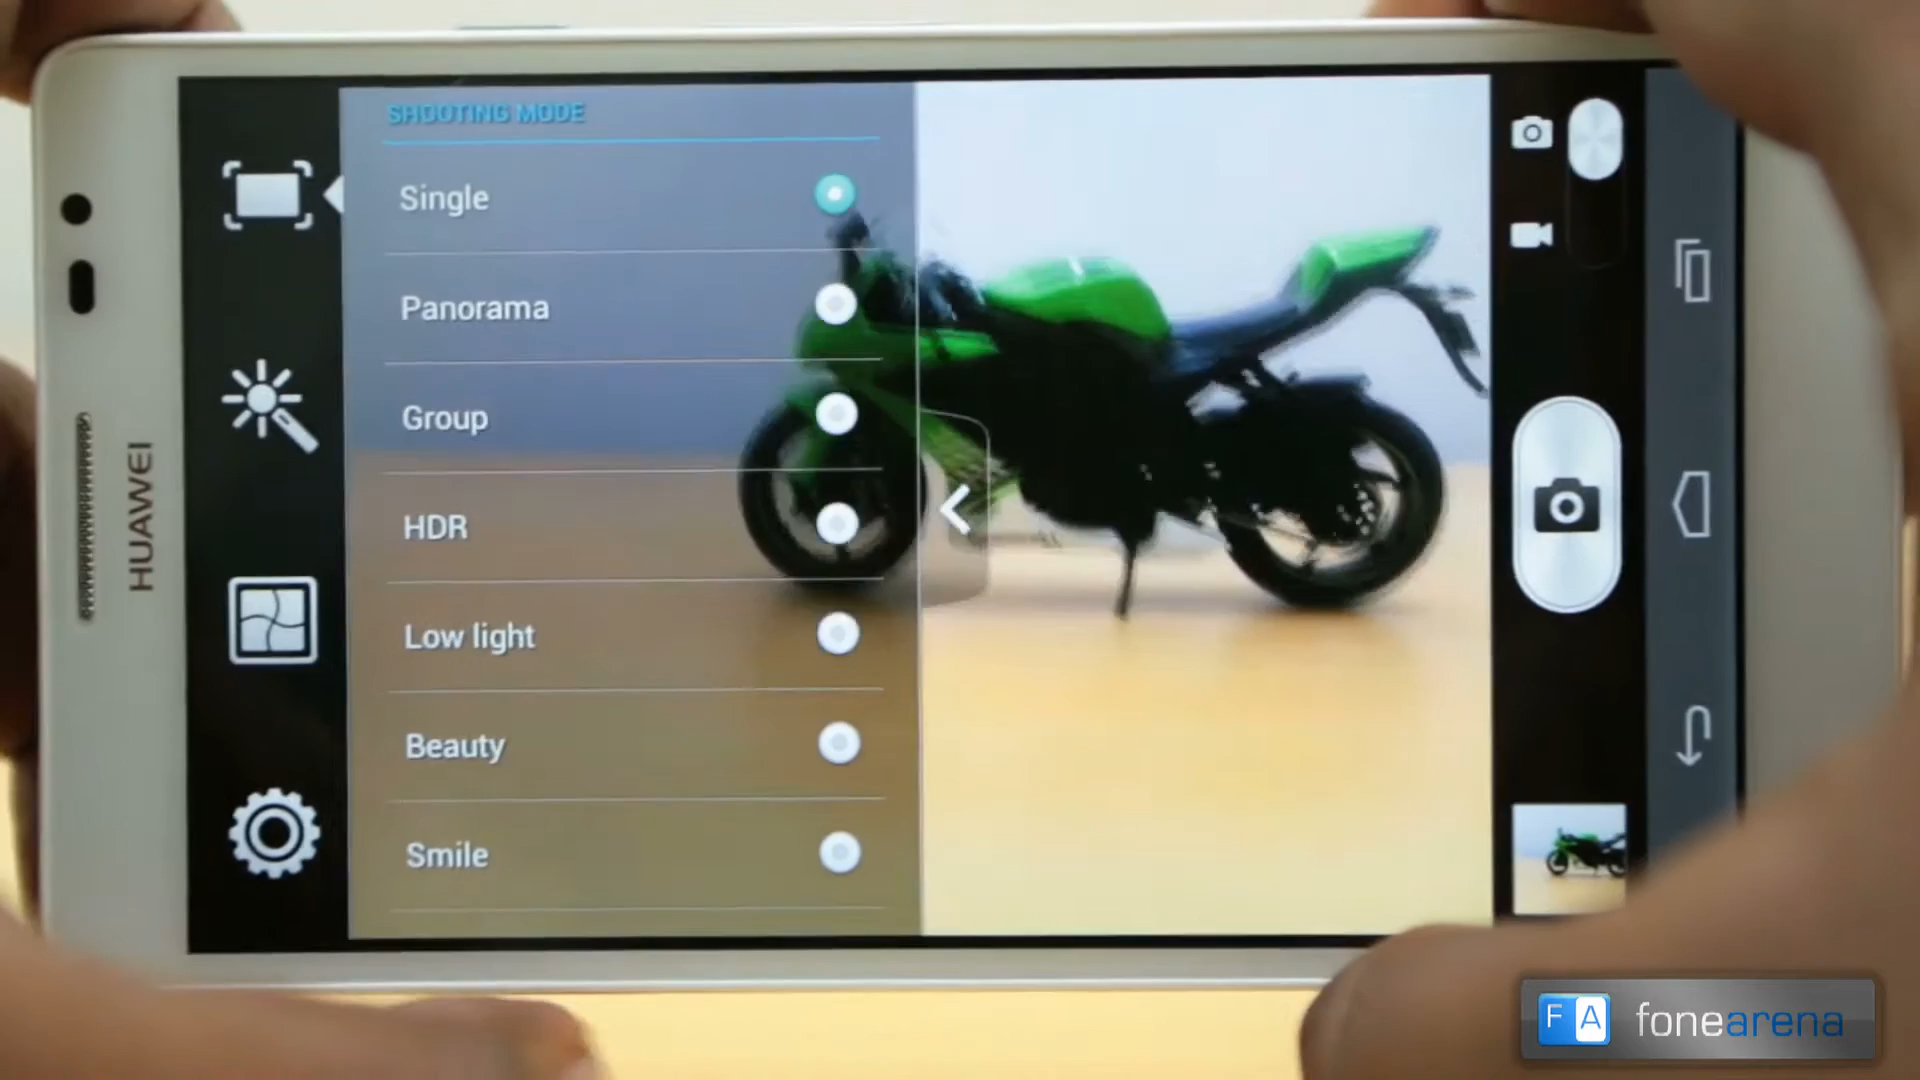 SHOOTING MODE
Single
Panorama
Group
HDR
Low light
Beauty
Smile
HUAWEI
FA fonearena